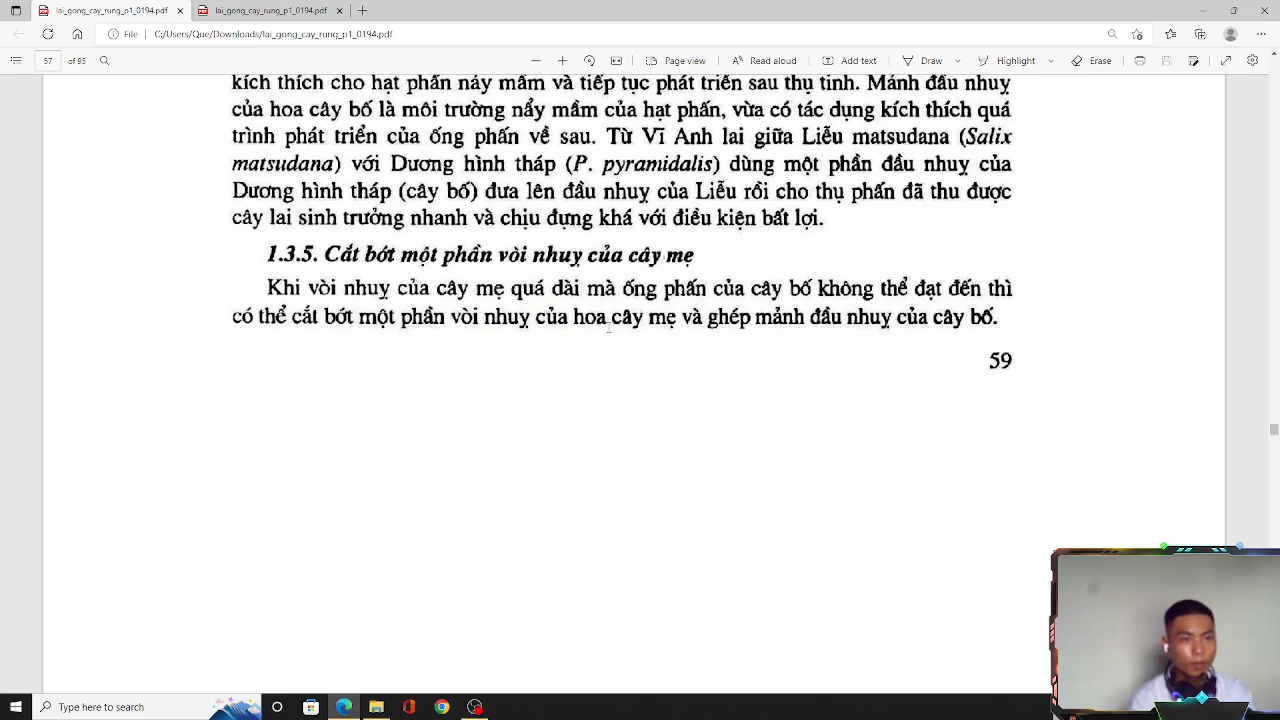 lai_gong_cay_rung_p1_0194.pdf
lai_gong_cay_rung_p1_0194.pdf
File C:/Users/Que/Downloads/lai_gong_cay_rung_p1_0194.pdf
57 of 95 Page view Read aloud Add text Draw Highlight Erase
kích thích cho hạt phấn nảy mầm và tiếp tục phát triển sau thụ tinh. Mảnh đầu nhuỵ
của hoa cây bố là môi trường nẩy mầm của hạt phấn, vừa có tác dụng kích thích quá
trình phát triển của ống phấn về sau. Từ Vĩ Anh lai giữa Liễu matsudana (Salix
matsudana) với Dương hình tháp (P. pyramidalis) dùng một phần đầu nhuỵ của
Dương hình tháp (cây bố) đưa lên đầu nhuỵ của Liễu rồi cho thụ phấn đã thu được
cây lai sinh trưởng nhanh và chịu đựng khá với điều kiện bất lợi.
1.3.5. Cắt bớt một phần vòi nhuỵ của cây mẹ
Khi vòi nhuỵ của cây mẹ quá dài mà ống phấn của cây bố không thể đạt đến thì
có thể cắt bớt một phần vòi nhuỵ của hoa cây mẹ và ghép mảnh đầu nhuỵ của cây bố.
59
Type here to search